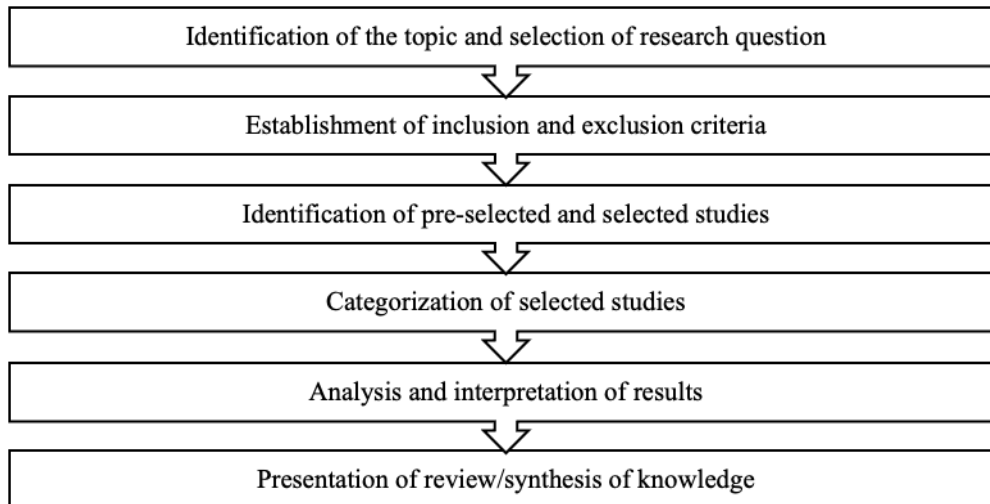 Identification of the topic and selection of research question
Establishment of inclusion and exclusion criteria
Identification of pre-selected and selected studies
Categorization of selected studies
Analysis and interpretation of results
Presentation of review/synthesis of knowledge